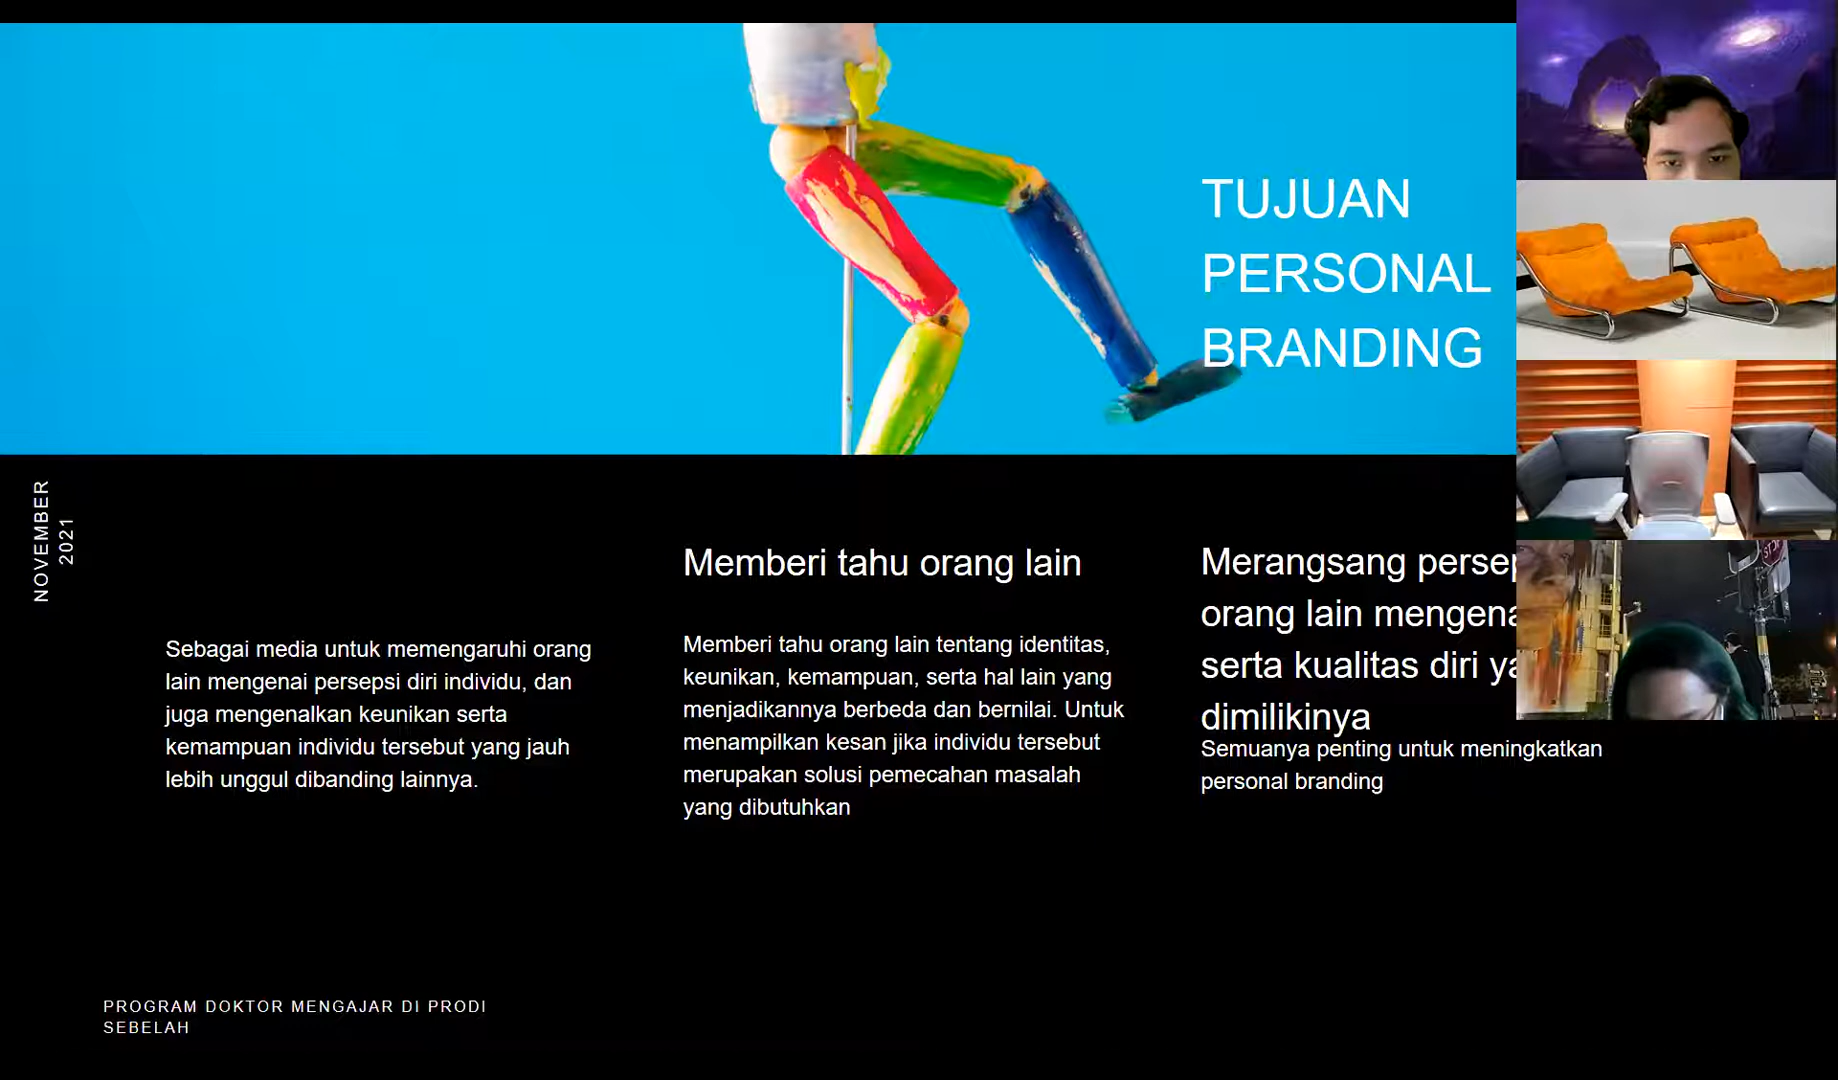 TUJUAN
PERSONAL
BRANDING
NOVEMBER
2021
Sebagai media untuk memengaruhi orang
lain mengenai persepsi diri individu, dan
juga mengenalkan keunikan serta
kemampuan individu tersebut yang jauh
lebih unggul dibanding lainnya.
Memberi tahu orang lain
Memberi tahu orang lain tentang identitas,
keunikan, kemampuan, serta hal lain yang
menjadikannya berbeda dan bernilai. Untuk
menampilkan kesan jika individu tersebut
merupakan solusi pemecahan masalah
yang dibutuhkan
Merangsang
orang lain
serta kualitas diri
dimilikinya
Semuanya penting untuk meningkatkan
personal branding
STOP
PROGRAM DOKTOR MENGAJAR DI PRODI
SEBELAH